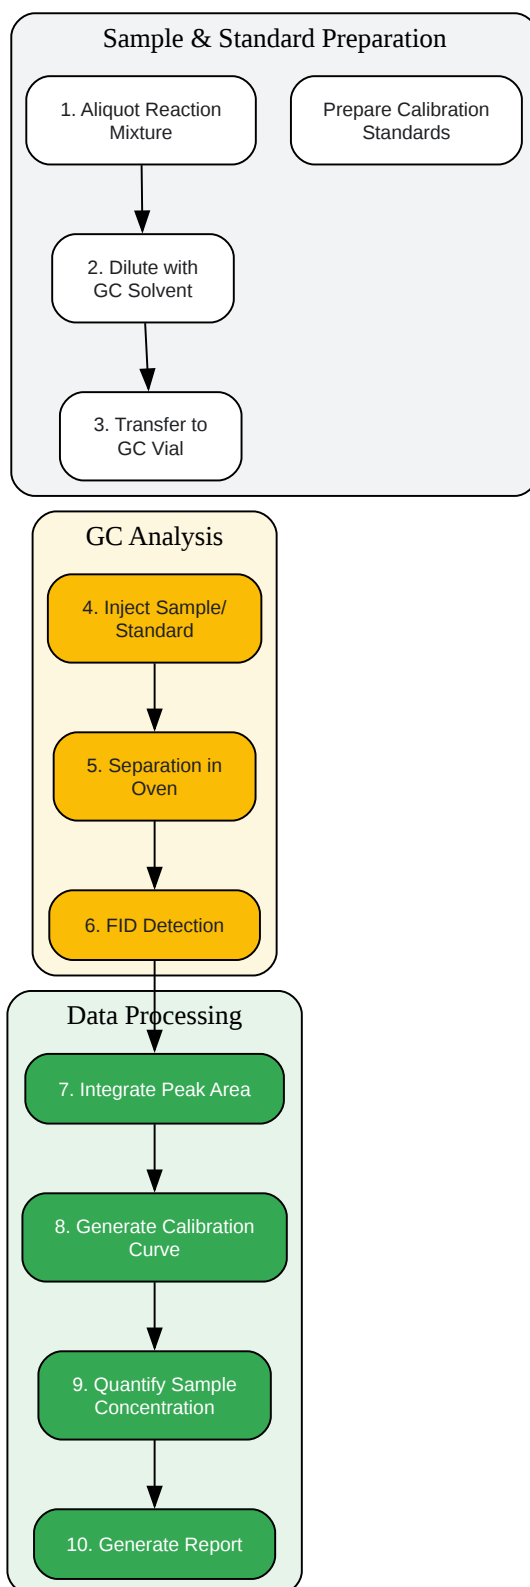 Sample & Standard Preparation
1. Aliquot Reaction
Mixture
Prepare Calibration
Standards
2. Dilute with
GC Solvent
3. Transfer to
GC Vial
GC Analysis
4. Inject Sample/
Standard
5. Separation in
Oven
6. FID Detection
Data Processing
7. Integrate Peak Area
8. Generate Calibration
Curve
9. Quantify Sample
Concentration
10. Generate Report